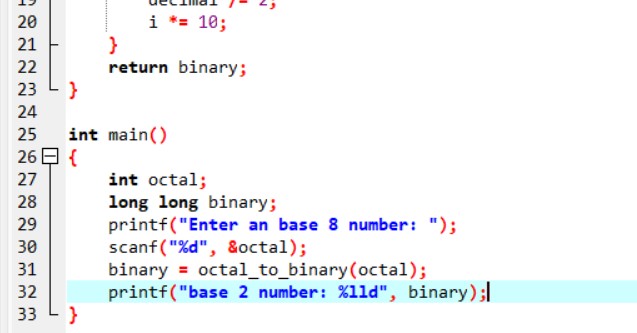 19 decimal /= 2;
20 i *= 10;
21 }
22 return binary;
23 }
24
25 int main()
26 {
27 int octal;
28 long long binary;
29 printf("Enter an base 8 number: ");
30 scanf("%d", &octal);
31 binary = octal_to_binary(octal);
32 printf("base 2 number: %lld", binary);
33 }